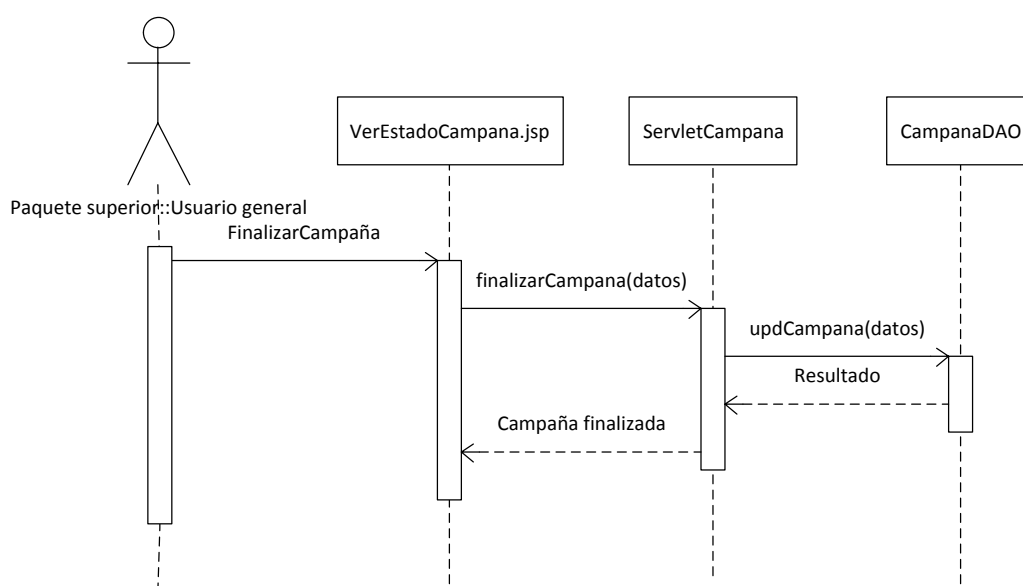 VerEstadoCampana.jsp
ServletCampana
CampanaDAO
Paquete superior::Usuario general
FinalizarCampaña
finalizarCampana(datos)
updCampana(datos)
Resultado
Campaña finalizada